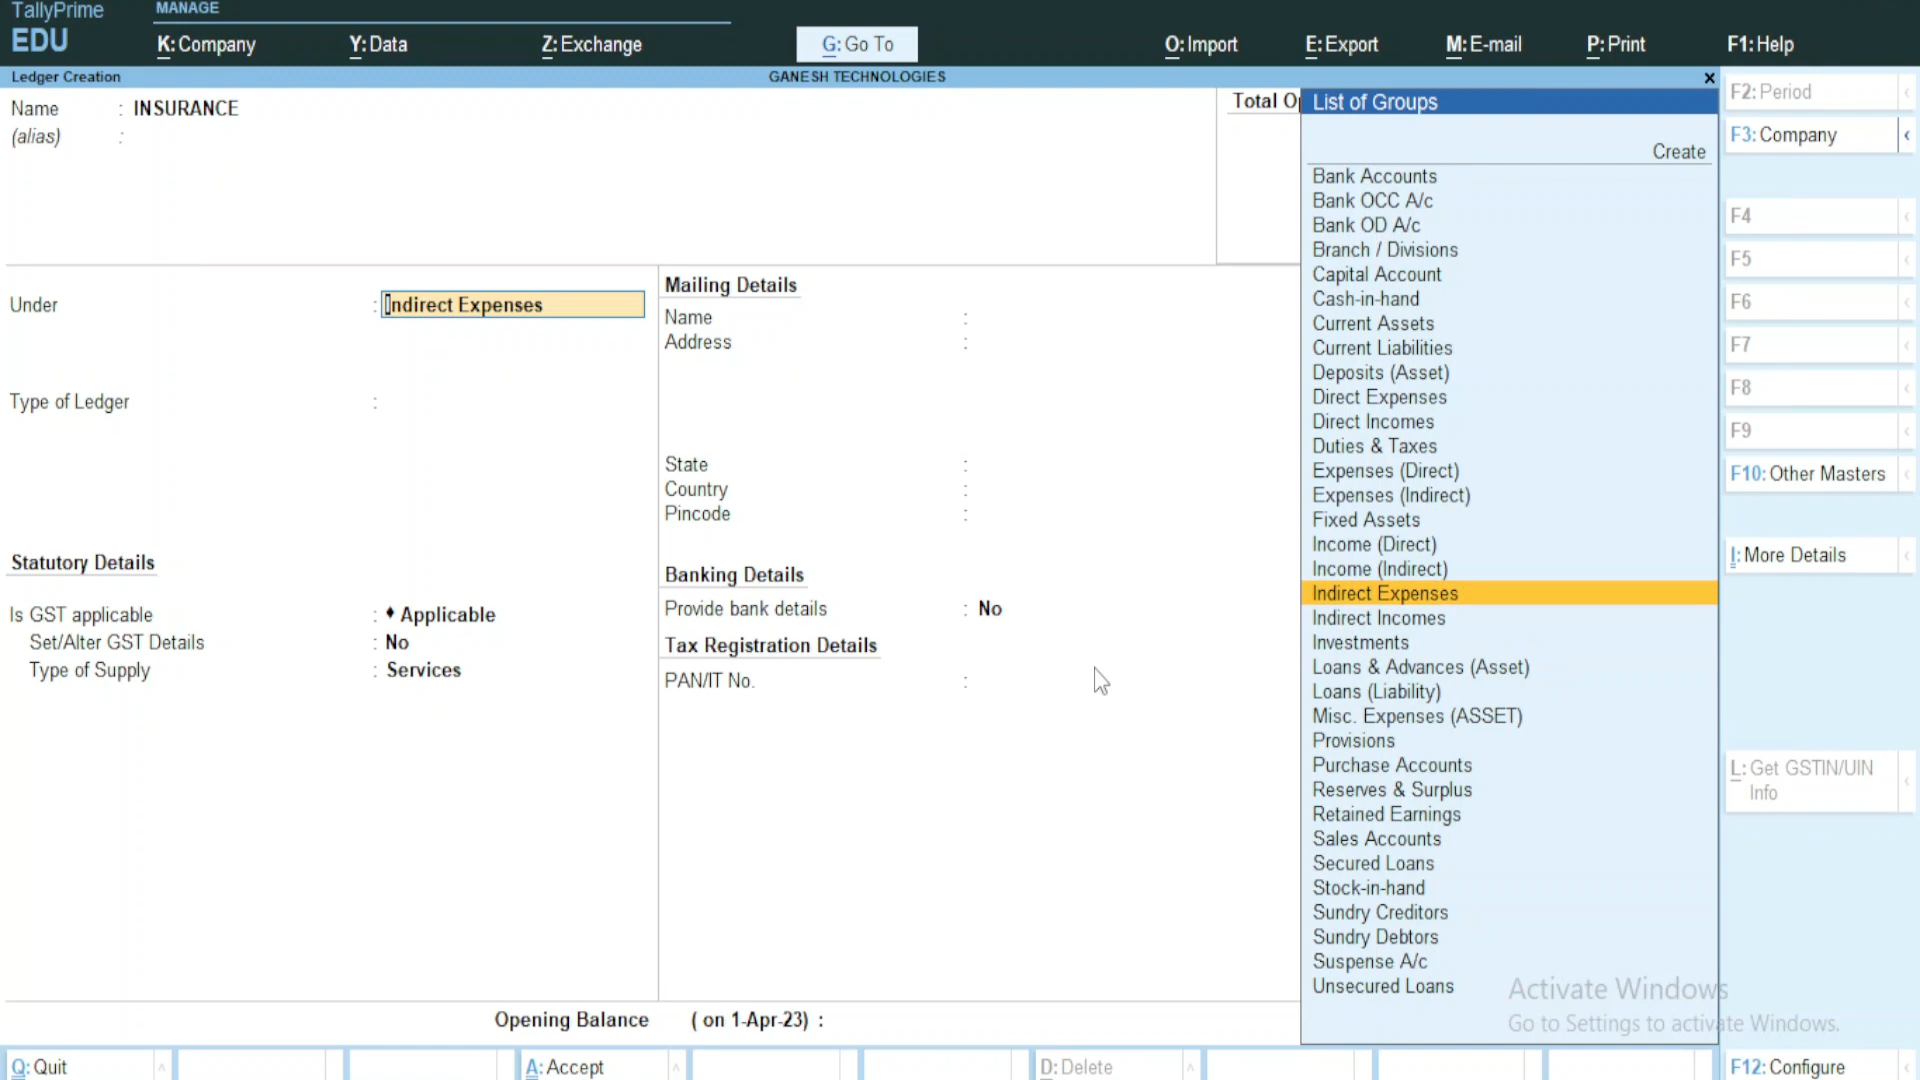 TallyPrime
EDU
MANAGE
K: Company
Y: Data
Z: Exchange
G: Go To
O: Import
E: Export
M: E-mail
P: Print
F1: Help
Ledger Creation
GANESH TECHNOLOGIES
x
Name : INSURANCE
(alias) :
Total Op
Under : Indirect Expenses
Type of Ledger :
Statutory Details
Is GST applicable : ♦ Applicable
Set/Alter GST Details : No
Type of Supply : Services
Mailing Details
Name :
Address :
State :
Country :
Pincode :
Banking Details
Provide bank details : No
Tax Registration Details
PAN/IT No. :
Opening Balance ( on 1-Apr-23) :
List of Groups
Create
Bank Accounts
Bank OCC A/c
Bank OD A/c
Branch / Divisions
Capital Account
Cash-in-hand
Current Assets
Current Liabilities
Deposits (Asset)
Direct Expenses
Direct Incomes
Duties & Taxes
Expenses (Direct)
Expenses (Indirect)
Fixed Assets
Income (Direct)
Income (Indirect)
Indirect Expenses
Indirect Incomes
Investments
Loans & Advances (Asset)
Loans (Liability)
Misc. Expenses (ASSET)
Provisions
Purchase Accounts
Reserves & Surplus
Retained Earnings
Sales Accounts
Secured Loans
Stock-in-hand
Sundry Creditors
Sundry Debtors
Suspense A/c
Unsecured Loans
F2: Period
F3: Company
F4
F5
F6
F7
F8
F9
F10: Other Masters
I: More Details
L: Get GSTIN/UIN
Info
Activate Windows
Go to Settings to activate Windows.
Q: Quit
A: Accept
D: Delete
F12: Configure